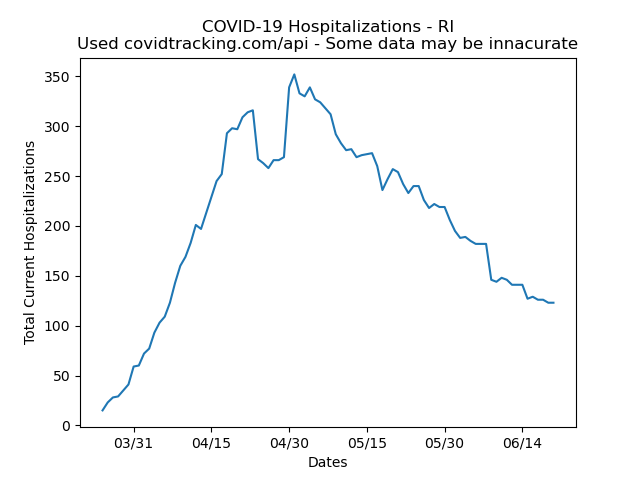 COVID-19 Hospitalizations - RI
Used covidtracking.com/api - Some data may be innacurate
350
300
250
200
150
100
50
0
Total Current Hospitalizations
03/31 04/15 04/30 05/15 05/30 06/14
Dates